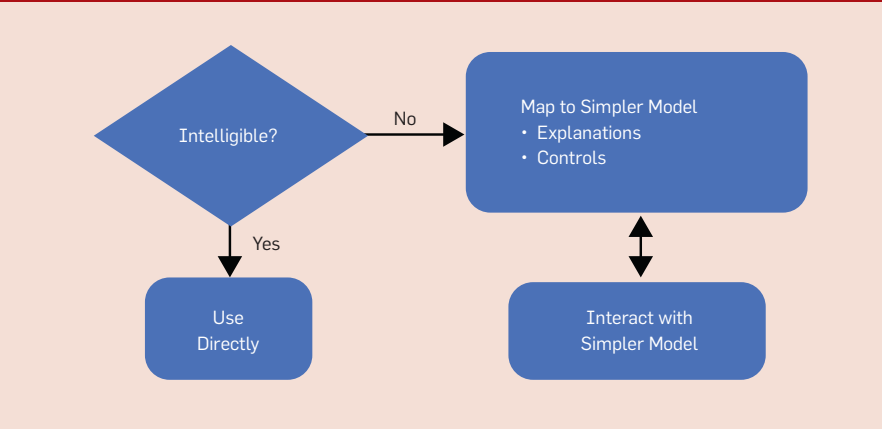 Intelligible?
No
Yes
Use
Directly
Map to Simpler Model
• Explanations
• Controls
Interact with
Simpler Model